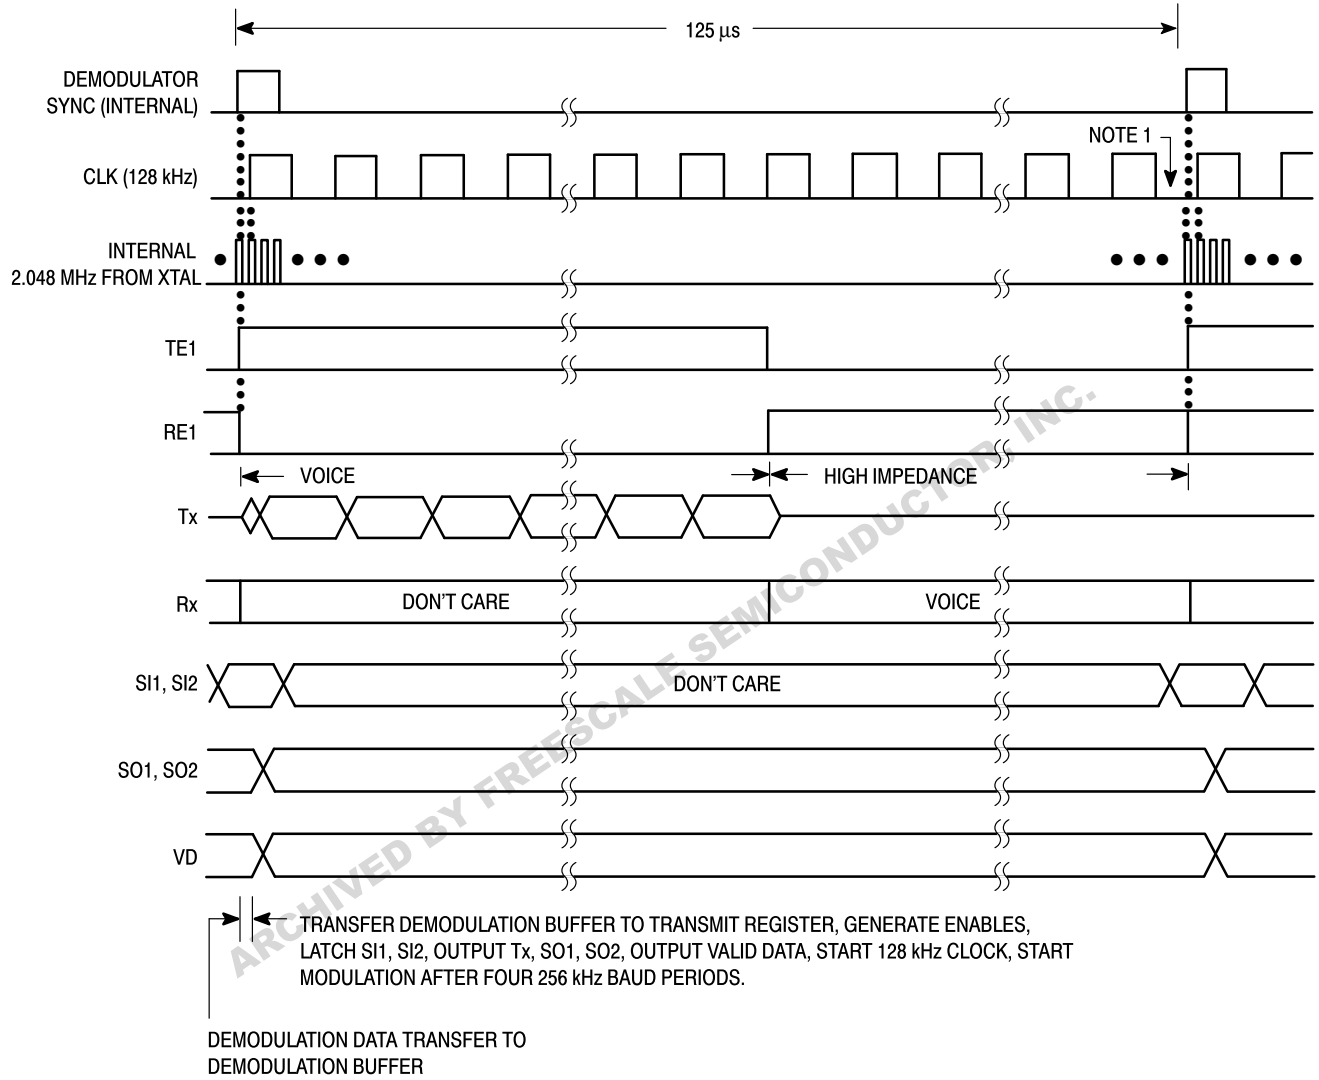 125 µs
DEMODULATOR
SYNC (INTERNAL)
NOTE 1
CLK (128 kHz)
INTERNAL
2.048 MHz FROM XTAL
TE1
RE1
VOICE
HIGH IMPEDANCE
Tx
Rx
DON'T CARE
VOICE
SI1, SI2
DON'T CARE
SO1, SO2
VD
TRANSFER DEMODULATION BUFFER TO TRANSMIT REGISTER, GENERATE ENABLES,
LATCH SI1, SI2, OUTPUT Tx, SO1, SO2, OUTPUT VALID DATA, START 128 kHz CLOCK, START
MODULATION AFTER FOUR 256 kHz BAUD PERIODS.
DEMODULATION DATA TRANSFER TO
DEMODULATION BUFFER
ARCHIVED BY FREESCALE SEMICONDUCTOR, INC.